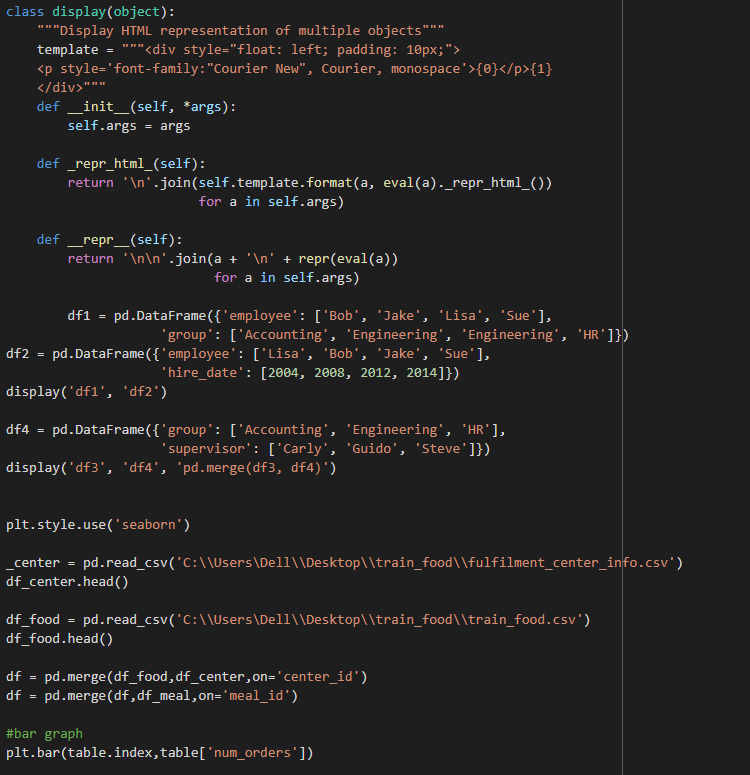 class display(object):
    """Display HTML representation of multiple objects"""
    template = """<div style="float: left; padding: 10px;">
    <p style='font-family:"Courier New", Courier, monospace'>{0}</p>{1}
    </div>"""
    def __init__(self, *args):
        self.args = args

    def _repr_html_(self):
        return '\n'.join(self.template.format(a, eval(a)._repr_html_())
                         for a in self.args)

    def __repr__(self):
        return '\n\n'.join(a + '\n' + repr(eval(a))
                           for a in self.args)

        df1 = pd.DataFrame({'employee': ['Bob', 'Jake', 'Lisa', 'Sue'],
                    'group': ['Accounting', 'Engineering', 'Engineering', 'HR']})
df2 = pd.DataFrame({'employee': ['Lisa', 'Bob', 'Jake', 'Sue'],
                    'hire_date': [2004, 2008, 2012, 2014]})
display('df1', 'df2')

df4 = pd.DataFrame({'group': ['Accounting', 'Engineering', 'HR'],
                    'supervisor': ['Carly', 'Guido', 'Steve']})
display('df3', 'df4', 'pd.merge(df3, df4)')


plt.style.use('seaborn')

_center = pd.read_csv('C:\\Users\Dell\\Desktop\\train_food\\fulfilment_center_info.csv')
df_center.head()

df_food = pd.read_csv('C:\\Users\Dell\\Desktop\\train_food\\train_food.csv')
df_food.head()

df = pd.merge(df_food,df_center,on='center_id')
df = pd.merge(df,df_meal,on='meal_id')

#bar graph
plt.bar(table.index,table['num_orders'])